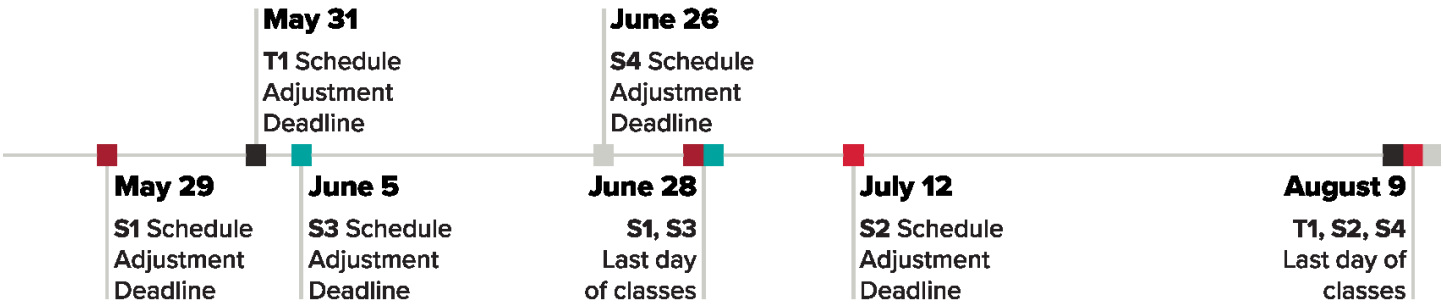 May 31
T1 Schedule
Adjustment
Deadline
June 26
S4 Schedule
Adjustment
Deadline
May 29
S1 Schedule
Adjustment
Deadline
June 5
S3 Schedule
Adjustment
Deadline
June 28
S1, S3
Last day
of classes
July 12
S2 Schedule
Adjustment
Deadline
August 9
T1, S2, S4
Last day of
classes